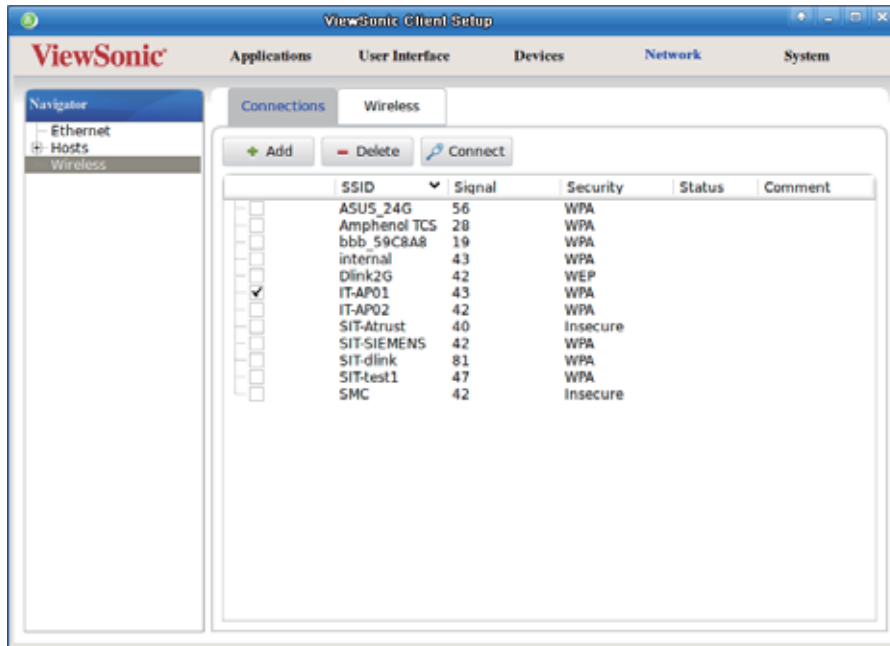 ViewSonic Client Setup
ViewSonic®
Applications User Interface Devices Network System
Navigator
Ethernet
Hosts
Wireless
Connections Wireless
Add Delete Connect
SSID Signal Security Status Comment
ASUS_24G 56 WPA
Amphenol TCS 28 WPA
bbb_59C8A8 19 WPA
internal 43 WPA
Dlink2G 42 WEP
IT-AP01 43 WPA
IT-AP02 42 WPA
SIT-Atrust 40 Insecure
SIT-SIEMENS 42 WPA
SIT-dlink 81 WPA
SIT-test1 47 WPA
SMC 42 Insecure